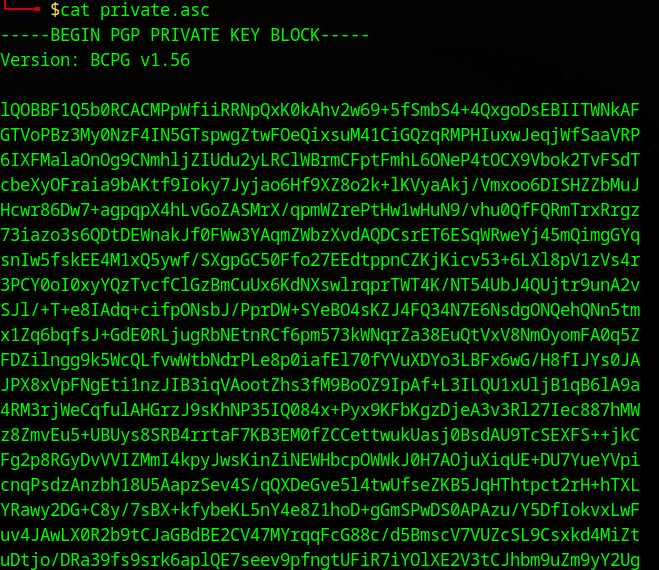 $cat private.asc
-----BEGIN PGP PRIVATE KEY BLOCK-----
Version: BCPG v1.56
lQOBBF1Q5b0RCACMPpWfiiRRNpQxK0kAhv2w69+5fSmbS4+4QxgoDsEBIITWNkAF
GTVoPBz3My0NzF4IN5GTspwgZtwFOeQixsuM41CiGQzqRMPHIuxwJeqjWfSaaVRP
6IXFMalaOnOg9CNmhljZIUdu2yLRClWBrmCFptFmhL6ONeP4tOCX9Vbok2TvFSdT
cbeXyOFraia9bAKtf9Ioky7Jyjao6Hf9XZ8o2k+lKVyaAkj/Vmxoo6DISHZZbMuJ
Hcwr86Dw7+agpqpX4hLvGoZASMrX/qpmWZrePtHw1wHuN9/vhu0QfFQRmTrxRrgz
73iazo3s6QDtDEWnakJf0FWw3YAqmZWbzXvdAQDCsrET6ESqWRweYj45mQimgGYq
snIw5fskEE4M1xQ5ywf/SXgpGC50Ffo27EEdtppnCZKjKicv53+6LXl8pV1zVs4r
3PCY0oI0xyYQzTvcfClGzBmCuUx6KdNXswlrqprTWT4K/NT54UbJ4QUjtr9unA2v
SJl/+T+e8IAdq+cifpONsbJ/PprDW+SYeBO4sKZJ4FQ34N7E6NsdgONQehQNn5tm
x1Zq6bqfsJ+GdE0RLjugRbNEtnRCf6pm573kWNqrZa38EuQtVxV8NmOyomFA0q5Z
FDZilngg9k5WcQLfvwWtbNdrPLe8p0iafEl70fYVuXDYo3LBFx6wG/H8fIJYs0JA
JPX8xVpFNgEti1nzJIB3iqVAootZhs3fM9BoOZ9IpAf+L3ILQU1xUljB1qB6lA9a
4RM3rjWeCqfulAHGrzJ9sKhNP35IQ084x+Pyx9KFbKgzDjeA3v3Rl27Iec887hMW
z8ZmvEu5+UBUys8SRB4rrtaF7KB3EM0fZCCettwukUasj0BsdAU9TcSEXFS++jkC
Fg2p8RGyDvVVIZMmI4kpyJwsKinZiNEWHbcpOWWkJ0H7AOjuXiqUE+DU7YueYVpi
cnqPsdzAnzbh18U5AapzSev4S/qQXDeGve5l4twUfseZKB5JqHThtpct2rH+hTXL
YRawy2DG+C8y/7sBX+kfybeKL5nY4e8Z1hoD+gGmSPwDS0APAzu/Y5DfIokvxLwF
uv4JAwLX0R2b9tCJaGBdBE2CV47MYrqqFcG88c/d5BmscV7VUZcSL9Csxkd4MiZt
uDtjo/DRa39fs9srk6aplQE7seev9pfngtUFiR7iYOlXE2V3tCJhbm9uZm9yY2Ug